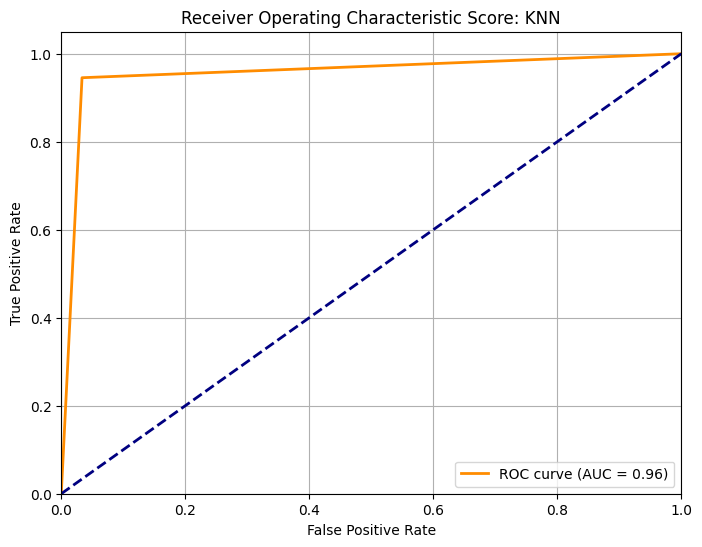 Receiver Operating Characteristic Score: KNN
True Positive Rate
1.0
0.8
0.6
0.4
0.2
0.0
ROC curve (AUC = 0.96)
0.0 0.2 0.4 0.6 0.8 1.0
False Positive Rate